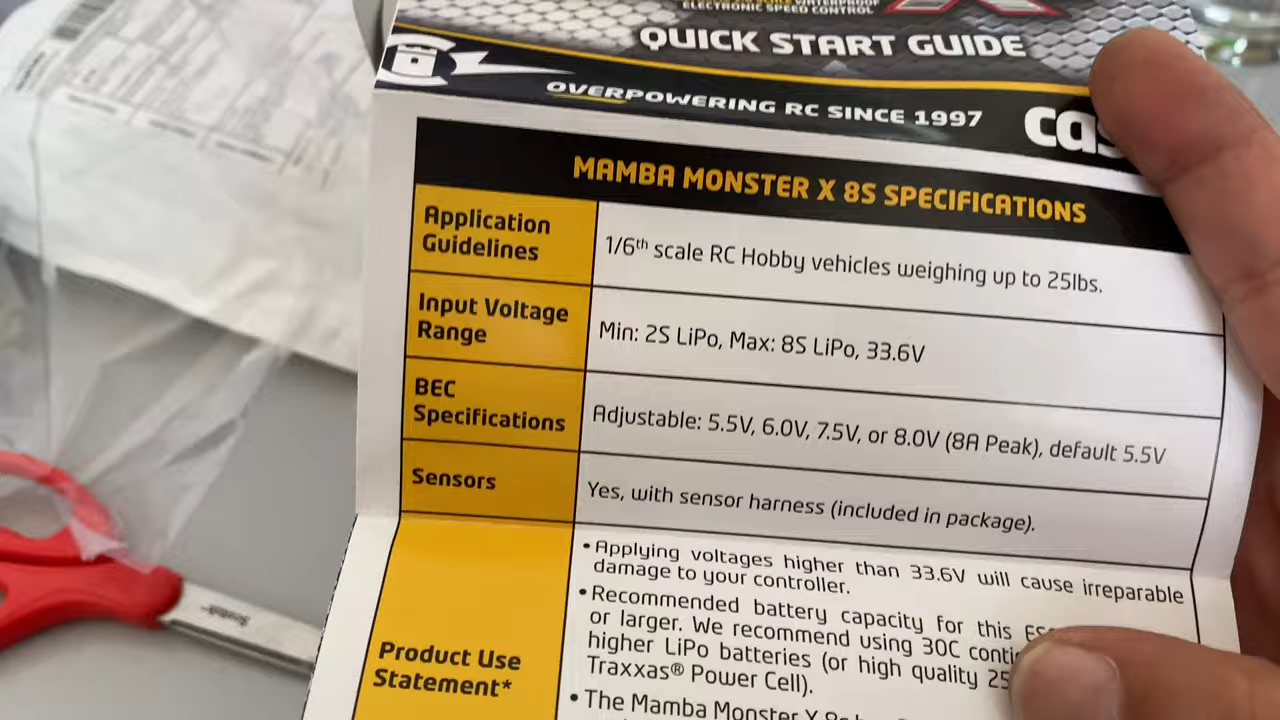 WATERPROOF
ELECTRONIC SPEED CONTROL
QUICK START GUIDE
OVERPOWERING RC SINCE 1997
MAMBA MONSTER X 8S SPECIFICATIONS
Application
Guidelines
1/6th scale RC Hobby vehicles weighing up to 25lbs.
Input Voltage
Range
Min: 2S LiPo, Max: 8S LiPo, 33.6V
BEC
Specifications
Adjustable: 5.5V, 6.0V, 7.5V, or 8.0V (8A Peak), default 5.5V
Sensors
Yes, with sensor harness (included in package).
Product Use
Statement*
•Applying voltages higher than 33.6V will cause irreparable
damage to your controller.
•Recommended battery capacity for this
or larger. We recommend using 30C
higher LiPo batteries (or high quality
Traxxas® Power Cell).
•The Mamba Monster X
Scotch